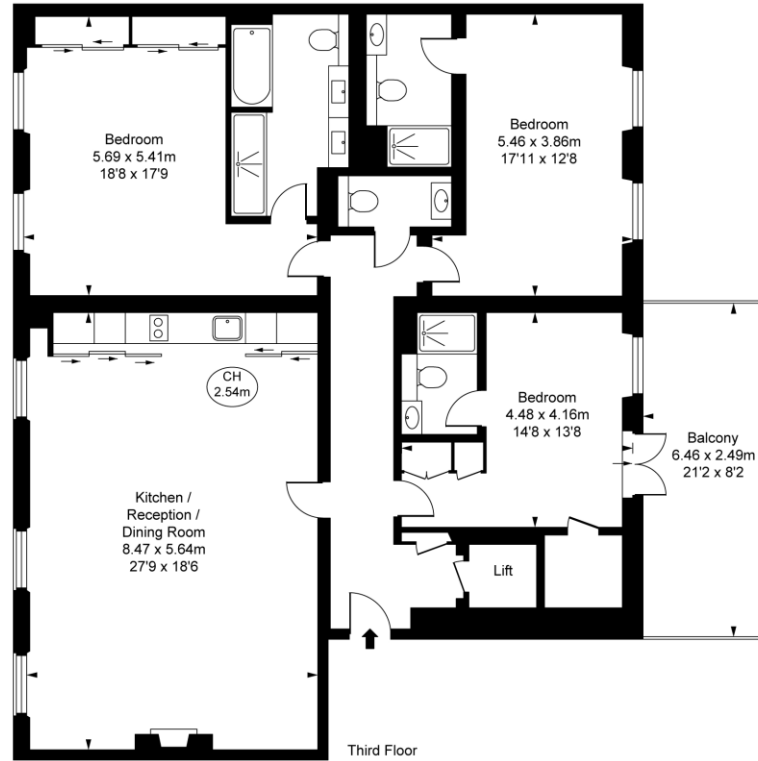 Bedroom
5.69 x 5.41m
18'8 x 17'9
Bedroom
5.46 x 3.86m
17'11 x 12'8
CH
2.54m
Bedroom
4.48 x 4.16m
14'8 x 13'8
Balcony
6.46 x 2.49m
21'2 x 8'2
Kitchen /
Reception /
Dining Room
8.47 x 5.64m
27'9 x 18'6
Lift
Third Floor